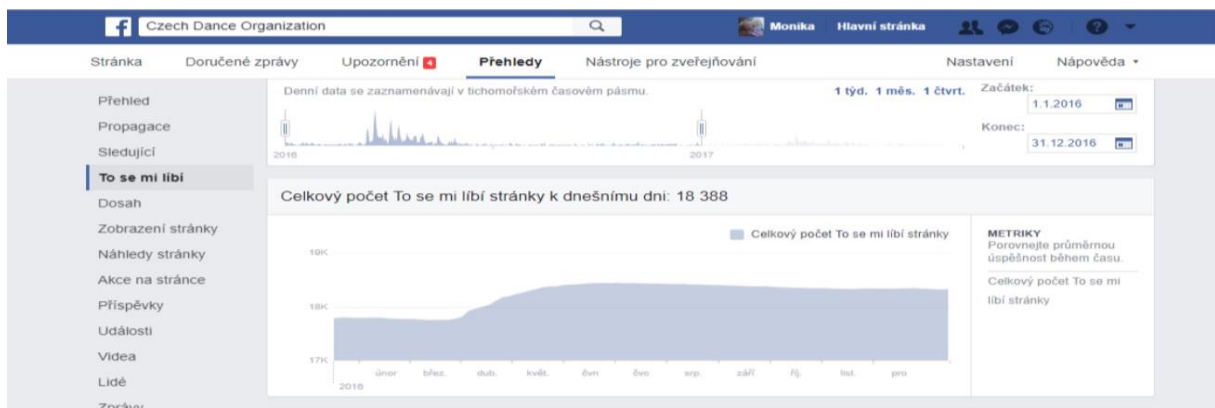 Czech Dance Organization
Monika
Hlavní stránka
Stránka
Doručené zprávy
Upozornění 4
Přehledy
Nástroje pro zveřejňování
Nastavení
Nápověda
Přehled
Propagace
Sledující
To se mi líbí
Dosah
Zobrazení stránky
Náhledy stránky
Akce na stránce
Příspěvky
Události
Videa
Lidé
Zprávy
Denní data se zaznamenávají v tichomořském časovém pásmu.
1 týd. 1 měs. 1 čtvrt.
Začátek:
1.1.2016
Konec:
31.12.2016
2016
2017
Celkový počet To se mi líbí stránky k dnešnímu dni: 18 388
Celkový počet To se mi líbí stránky
19K
18K
17K
únor
břez.
dub.
květ.
čvn
čvc
srp.
září
říj.
list.
pro
2016
METRIKY
Porovnejte průměrnou
úspěšnost během času.
Celkový počet To se mi
líbí stránky